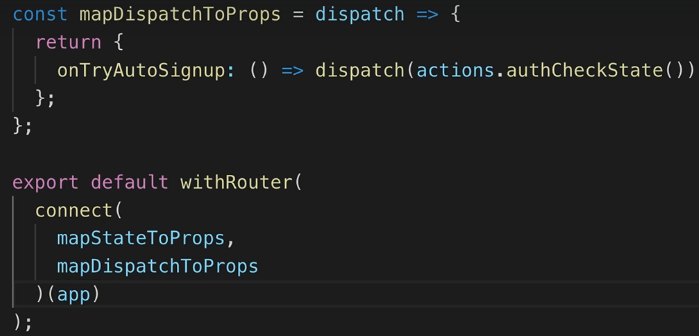 const mapDispatchToProps = dispatch => {
  return {
    onTryAutoSignup: () => dispatch(actions.authCheckState())
  };
};

export default withRouter(
  connect(
    mapStateToProps,
    mapDispatchToProps
  )(app)
);